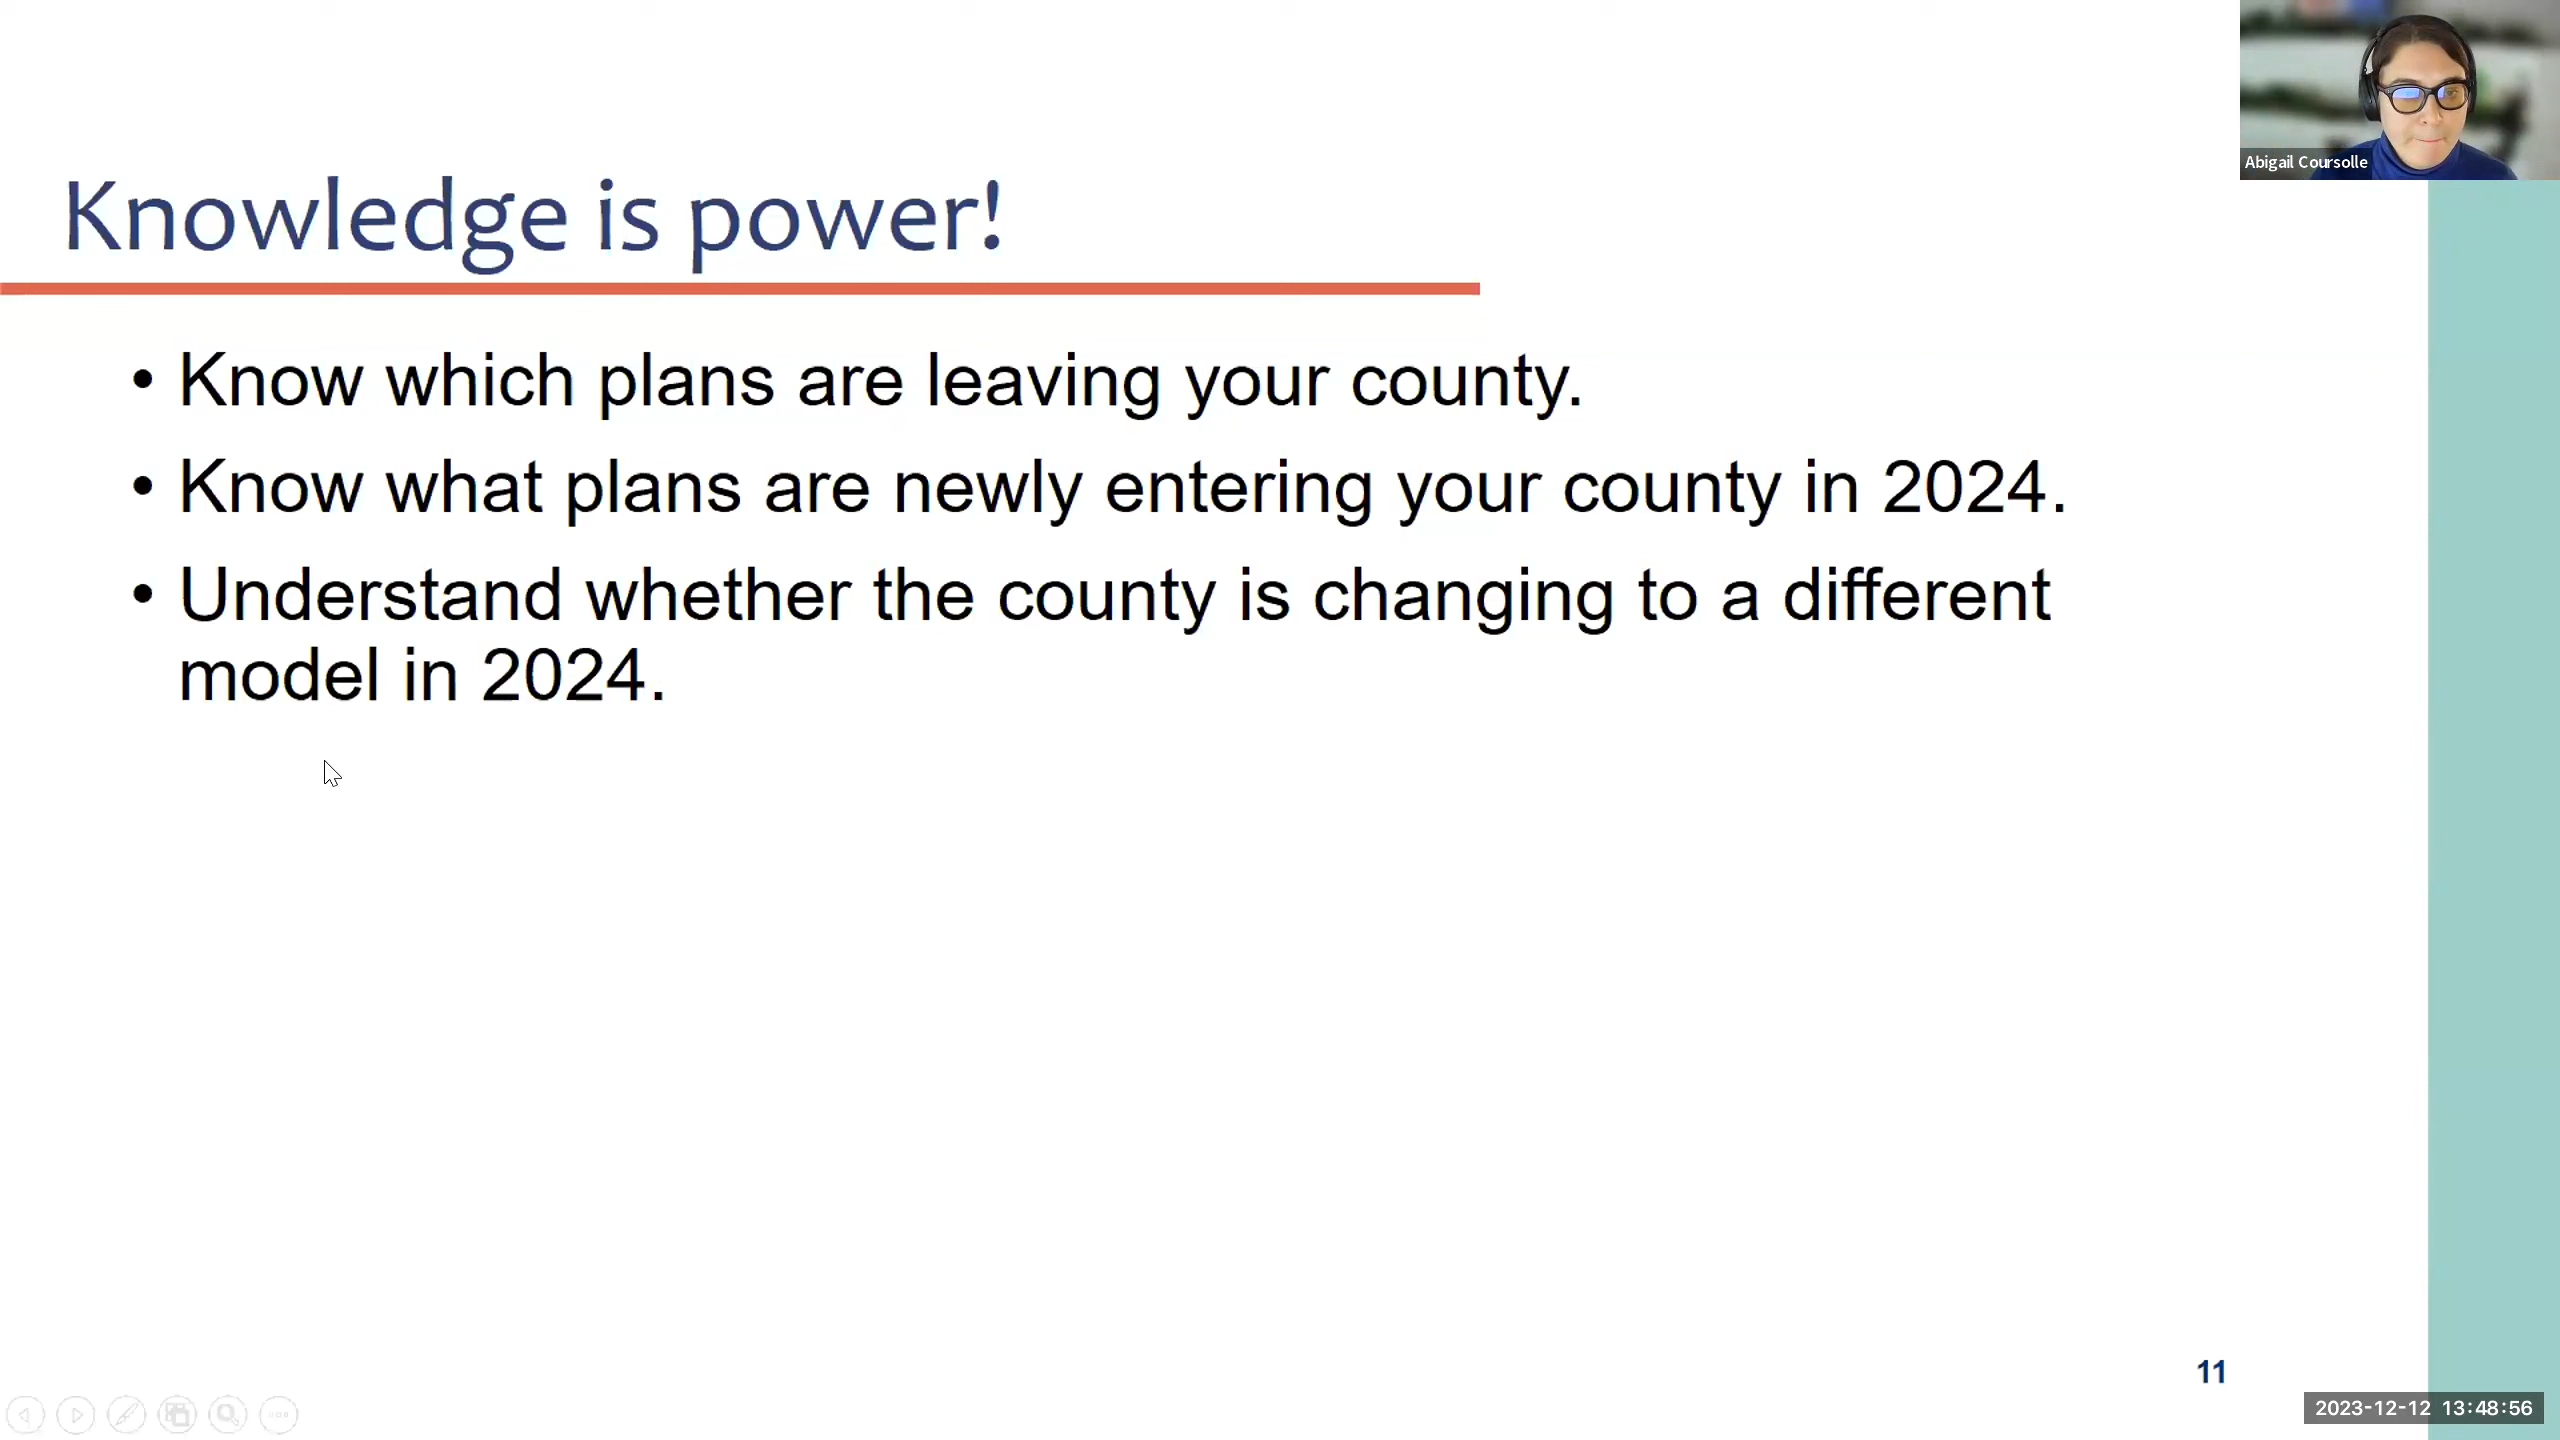 Abigail Coursolle
Knowledge is power!
• Know which plans are leaving your county.
• Know what plans are newly entering your county in 2024.
• Understand whether the county is changing to a different
model in 2024.
11
2023-12-12 13:48:56